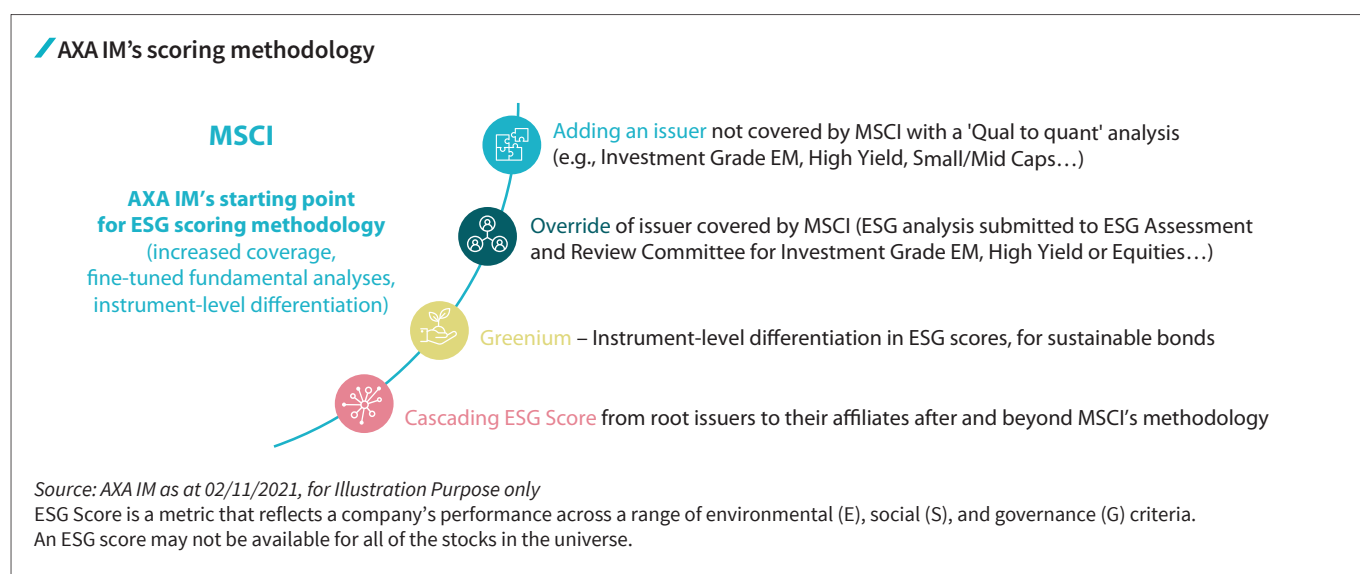 AXA IM’s scoring methodology
MSCI
AXA IM’s starting point
for ESG scoring methodology
(increased coverage,
fine-tuned fundamental analyses,
instrument-level differentiation)
Adding an issuer not covered by MSCI with a 'Qual to quant' analysis
(e.g., Investment Grade EM, High Yield, Small/Mid Caps…)
Override of issuer covered by MSCI (ESG analysis submitted to ESG Assessment
and Review Committee for Investment Grade EM, High Yield or Equities…)
Greenium – Instrument-level differentiation in ESG scores, for sustainable bonds
Cascading ESG Score from root issuers to their affiliates after and beyond MSCI’s methodology
Source: AXA IM as at 02/11/2021, for Illustration Purpose only
ESG Score is a metric that reflects a company’s performance across a range of environmental (E), social (S), and governance (G) criteria.
An ESG score may not be available for all of the stocks in the universe.